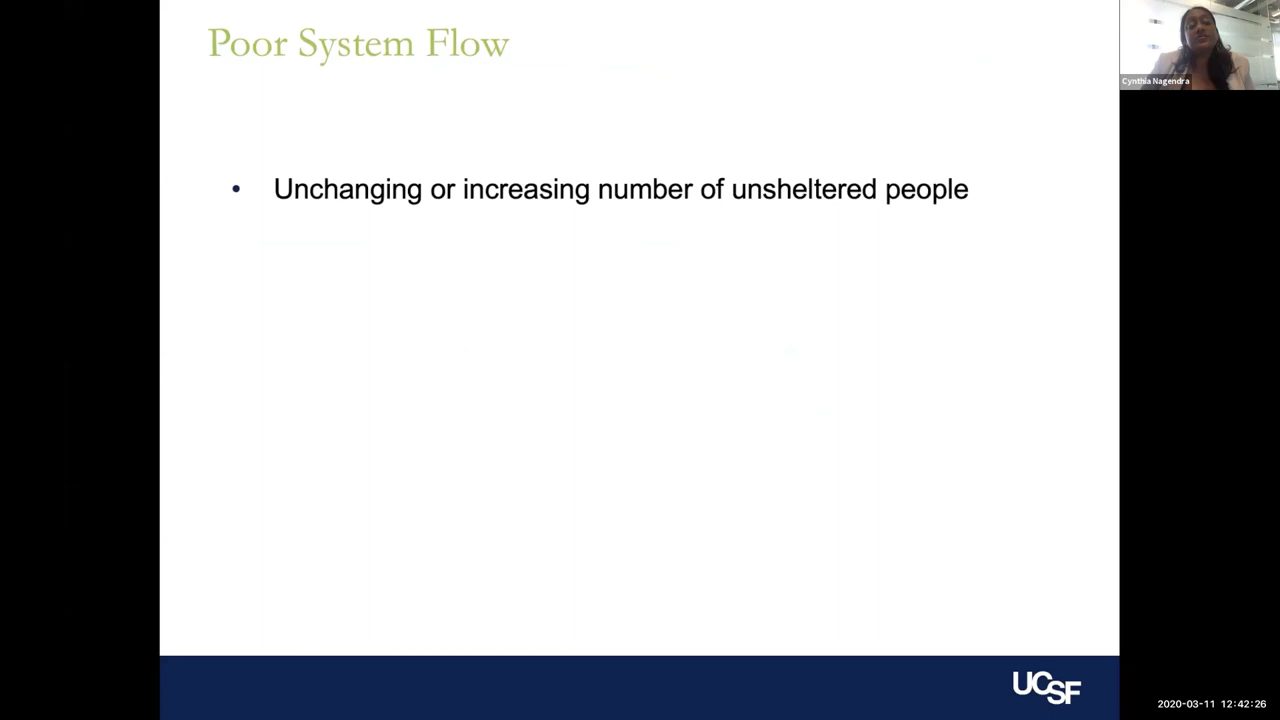 Poor System Flow
Cynthia Nagendra
• Unchanging or increasing number of unsheltered people
UCSF
2020-03-11 12:42:26